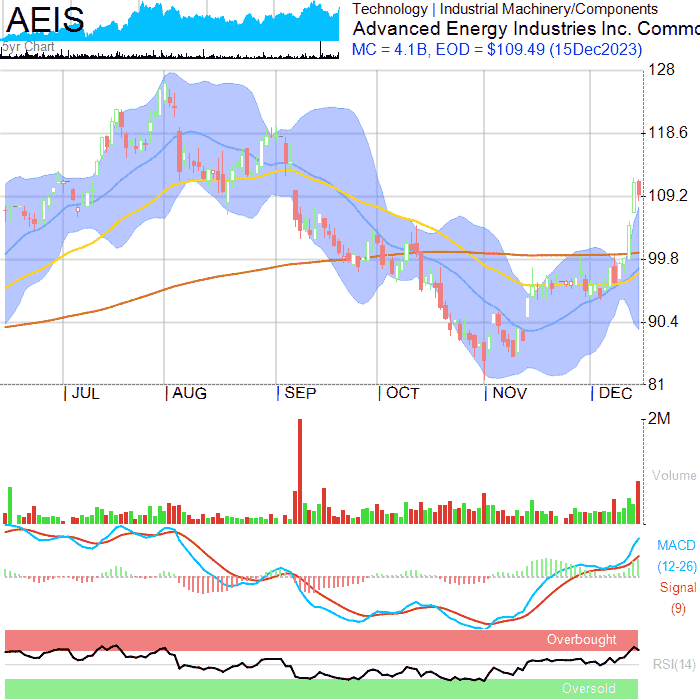 AEIS
5yr Chart
Technology | Industrial Machinery/Components
Advanced Energy Industries Inc. Commo
MC = 4.1B, EOD = $109.49 (15Dec2023)
128
118.6
109.2
99.8
90.4
81
| JUL | AUG | SEP | OCT | NOV | DEC
2M
Volume
MACD
(12-26)
Signal
(9)
Overbought
RSI(14)
Oversold